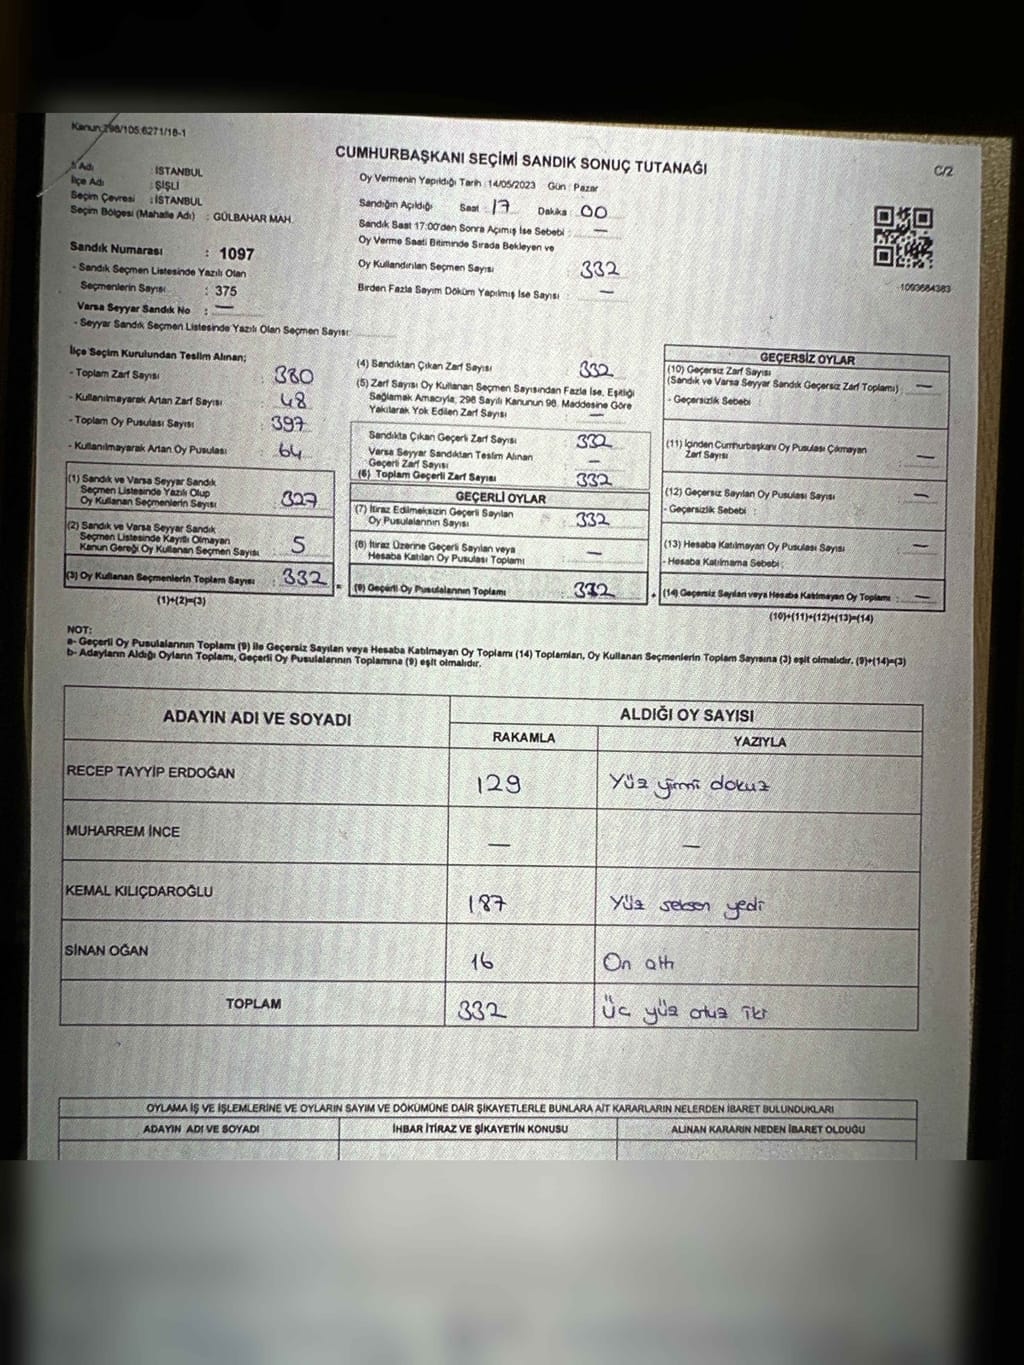 Kanun:298/105;6271/18-1
CUMHURBAŞKANI SEÇİMİ SANDIK SONUÇ TUTANAĞI
C/2
İl Adı : İSTANBUL
İlçe Adı : ŞİŞLİ
Seçim Çevresi : İSTANBUL
Seçim Bölgesi (Mahalle Adı) : GÜLBAHAR MAH.
Sandık Numarası : 1097
- Sandık Seçmen Listesinde Yazılı Olan
Seçmenlerin Sayısı : 375
Varsa Seyyar Sandık No : —
- Seyyar Sandık Seçmen Listesinde Yazılı Olan Seçmen Sayısı:
Oy Vermenin Yapıldığı Tarih : 14/05/2023 Gün : Pazar
Sandığın Açıldığı Saat : 17 Dakika : 00
Sandık Saat 17:00'den Sonra Açılmış İse Sebebi : —
Oy Verme Saati Bitiminde Sırada Bekleyen ve
Oy Kullandırılan Seçmen Sayısı : 332
Birden Fazla Sayım Döküm Yapılmış İse Sayısı : —
1093684383
İlçe Seçim Kurulundan Teslim Alınan;
- Toplam Zarf Sayısı : 380
- Kullanılmayarak Artan Zarf Sayısı : 48
- Toplam Oy Pusulası Sayısı : 397
- Kullanılmayarak Artan Oy Pusulası : 64
(1) Sandık ve Varsa Seyyar Sandık
Seçmen Listesinde Yazılı Olup
Oy Kullanan Seçmenlerin Sayısı : 327
(2) Sandık ve Varsa Seyyar Sandık
Seçmen Listesinde Kayıtlı Olmayan
Kanun Gereği Oy Kullanan Seçmen Sayısı : 5
(3) Oy Kullanan Seçmenlerin Toplam Sayısı : 332
(1)+(2)=(3)
(4) Sandıktan Çıkan Zarf Sayısı : 332
(5) Zarf Sayısı Oy Kullanan Seçmen Sayısından Fazla İse, Eşitliği
Sağlamak Amacıyla, 298 Sayılı Kanunun 98. Maddesine Göre
Yakılarak Yok Edilen Zarf Sayısı : —
Sandıkta Çıkan Geçerli Zarf Sayısı : 332
Varsa Seyyar Sandıktan Teslim Alınan
Geçerli Zarf Sayısı : —
(6) Toplam Geçerli Zarf Sayısı : 332
GEÇERLİ OYLAR
(7) İtiraz Edilmeksizin Geçerli Sayılan
Oy Pusulalarının Sayısı : 332
(8) İtiraz Üzerine Geçerli Sayılan veya
Hesaba Katılan Oy Pusulası Toplamı : —
(9) Geçerli Oy Pusulalarının Toplamı : 332
GEÇERSİZ OYLAR
(10) Geçersiz Zarf Sayısı
(Sandık ve Varsa Seyyar Sandık Geçersiz Zarf Toplamı) : —
- Geçersizlik Sebebi :
(11) İçinden Cumhurbaşkanı Oy Pusulası Çıkmayan
Zarf Sayısı : —
(12) Geçersiz Sayılan Oy Pusulası Sayısı : —
- Geçersizlik Sebebi :
(13) Hesaba Katılmayan Oy Pusulası Sayısı : —
- Hesaba Katılmama Sebebi :
(14) Geçersiz Sayılan veya Hesaba Katılmayan Oy Toplamı : —
(10)+(11)+(12)+(13)=(14)
NOT:
a- Geçerli Oy Pusulalarının Toplamı (9) ile Geçersiz Sayılan veya Hesaba Katılmayan Oy Toplamı (14) Toplamları, Oy Kullanan Seçmenlerin Toplam Sayısına (3) eşit olmalıdır. (9)+(14)=(3)
b- Adayların Aldığı Oyların Toplamı, Geçerli Oy Pusulalarının Toplamına (9) eşit olmalıdır.
ADAYIN ADI VE SOYADI ALDIĞI OY SAYISI
RAKAMLA YAZIYLA
RECEP TAYYİP ERDOĞAN 129 Yüz yirmi dokuz
MUHARREM İNCE — —
KEMAL KILIÇDAROĞLU 187 Yüz seksen yedi
SİNAN OĞAN 16 On altı
TOPLAM 332 Üç yüz otuz iki
OYLAMA İŞ VE İŞLEMLERİNE VE OYLARIN SAYIM VE DÖKÜMÜNE DAİR ŞİKAYETLERLE BUNLARA AİT KARARLARIN NELERDEN İBARET BULUNDUKLARI
ADAYIN ADI VE SOYADI İHBAR İTİRAZ VE ŞİKAYETİN KONUSU ALINAN KARARIN NEDEN İBARET OLDUĞU